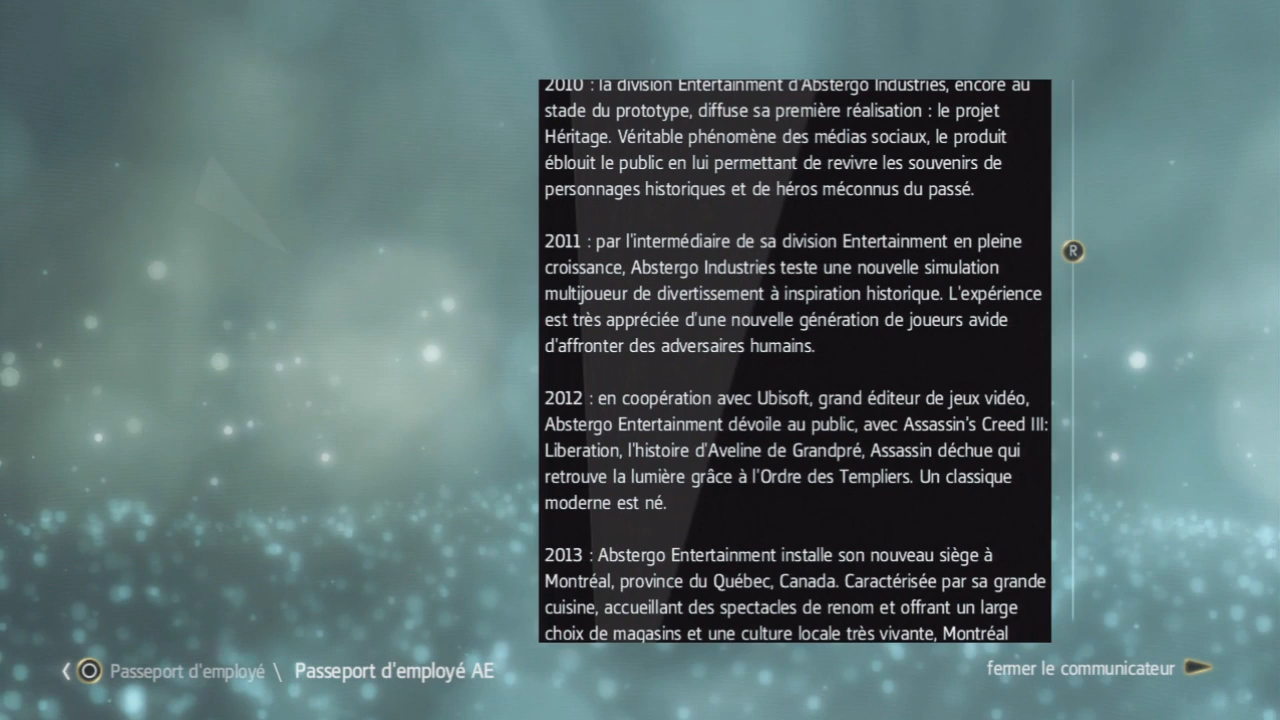 2010 : la division Entertainment d'Abstergo Industries, encore au
stade du prototype, diffuse sa première réalisation : le projet
Héritage. Véritable phénomène des médias sociaux, le produit
éblouit le public en lui permettant de revivre les souvenirs de
personnages historiques et de héros méconnus du passé.
2011 : par l'intermédiaire de sa division Entertainment en pleine
croissance, Abstergo Industries teste une nouvelle simulation
multijoueur de divertissement à inspiration historique. L'expérience
est très appréciée d'une nouvelle génération de joueurs avide
d'affronter des adversaires humains.
2012 : en coopération avec Ubisoft, grand éditeur de jeux vidéo,
Abstergo Entertainment dévoile au public, avec Assassin's Creed III:
Liberation, l'histoire d'Aveline de Grandpré, Assassin déchue qui
retrouve la lumière grâce à l'Ordre des Templiers. Un classique
moderne est né.
2013 : Abstergo Entertainment installe son nouveau siège à
Montréal, province du Québec, Canada. Caractérisée par sa grande
cuisine, accueillant des spectacles de renom et offrant un large
choix de magasins et une culture locale très vivante, Montréal
R
Passeport d'employé \ Passeport d'employé AE
fermer le communicateur